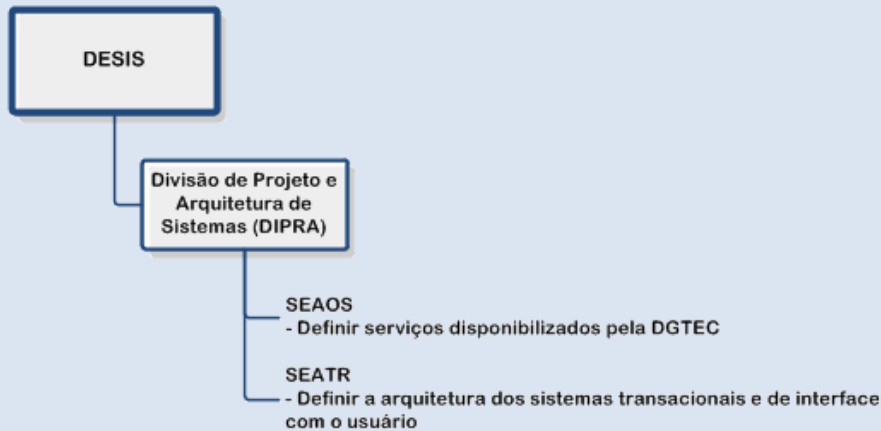 DESIS
Divisão de Projeto e
Arquitetura de
Sistemas (DIPRA)
SEAOS
- Definir serviços disponibilizados pela DGTEC
SEATR
- Definir a arquitetura dos sistemas transacionais e de interface
com o usuário